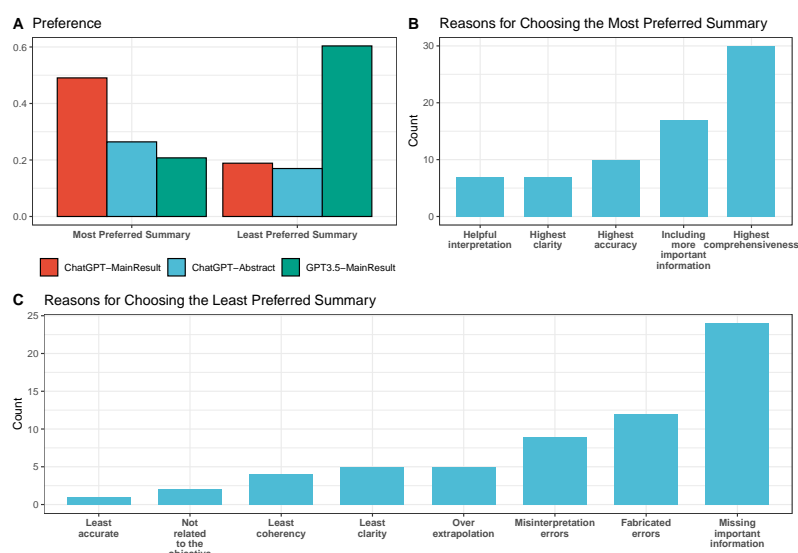 A Preference
0.6
0.4
0.2
0.0
Most Preferred Summary Least Preferred Summary
ChatGPT−MainResult ChatGPT−Abstract GPT3.5−MainResult
B Reasons for Choosing the Most Preferred Summary
Count
30
20
10
0
Helpful interpretation
Highest clarity
Highest accuracy
Including more important information
Highest comprehensiveness
C Reasons for Choosing the Least Preferred Summary
Count
25
20
15
10
5
0
Least accurate
Not related to the objective
Least coherency
Least clarity
Over extrapolation
Misinterpretation errors
Fabricated errors
Missing important information